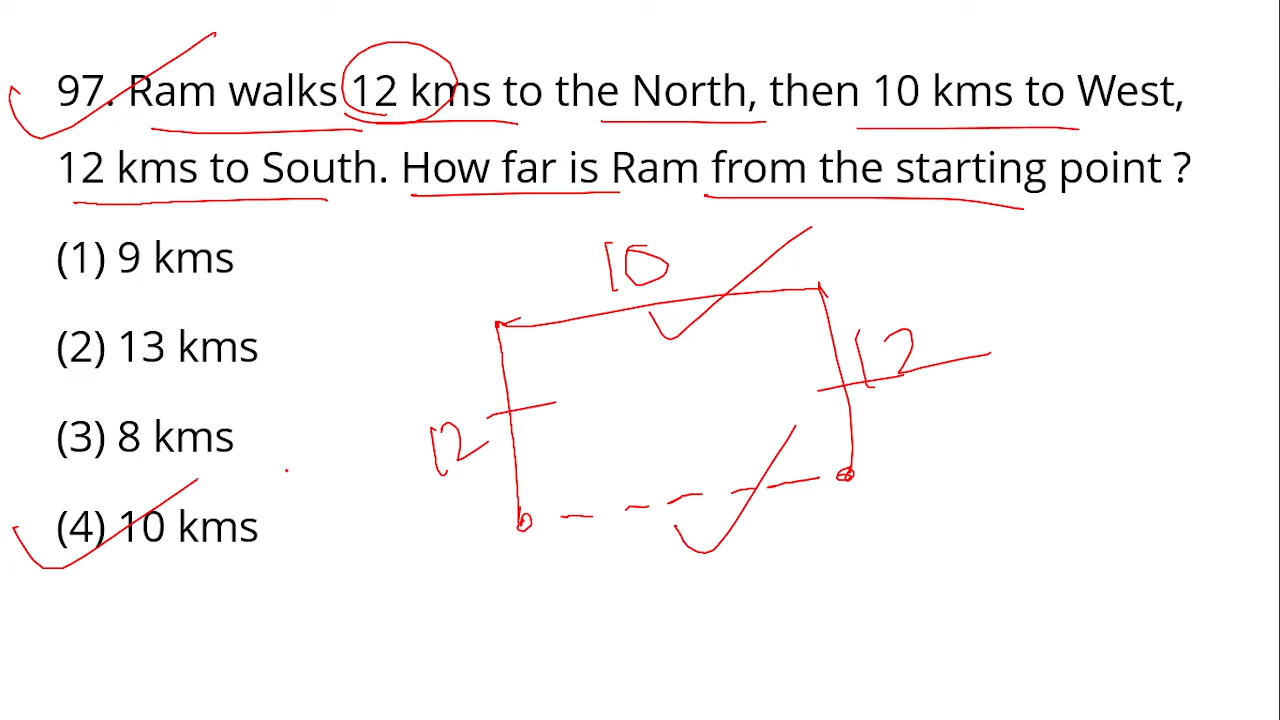 97. Ram walks 12 kms to the North, then 10 kms to West,
12 kms to South. How far is Ram from the starting point ?
(1) 9 kms
(2) 13 kms
(3) 8 kms
(4) 10 kms
10
12
12